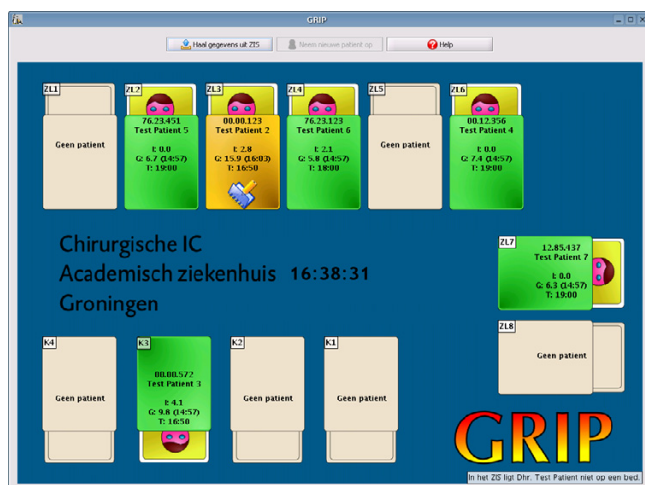 GRIP
Haal gegevens uit ZIS
Neem nieuwe patient op
Help
ZL1
Geen patient
ZL2
76.23.451
Test Patient 5
I: 0.0
G: 6.7 (14:57)
T: 19:00
ZL3
00.00.123
Test Patient 2
I: 2.8
G: 15.9 (16:03)
T: 16:50
ZL4
76.23.123
Test Patient 6
I: 2.1
G: 5.8 (14:57)
T: 18:00
ZL5
Geen patient
ZL6
00.12.356
Test Patient 4
I: 0.0
G: 7.4 (14:57)
T: 19:00
Chirurgische IC
Academisch ziekenhuis 16:38:31
Groningen
ZL7
12.85.437
Test Patient 7
I: 0.0
G: 6.3 (14:57)
T: 19:00
ZL8
Geen patient
K4
Geen patient
K3
00.00.572
Test Patient 3
I: 4.1
G: 9.8 (14:57)
T: 16:50
K2
Geen patient
K1
Geen patient
GRIP
In het ZIS ligt Dhr. Test Patient niet op een bed.